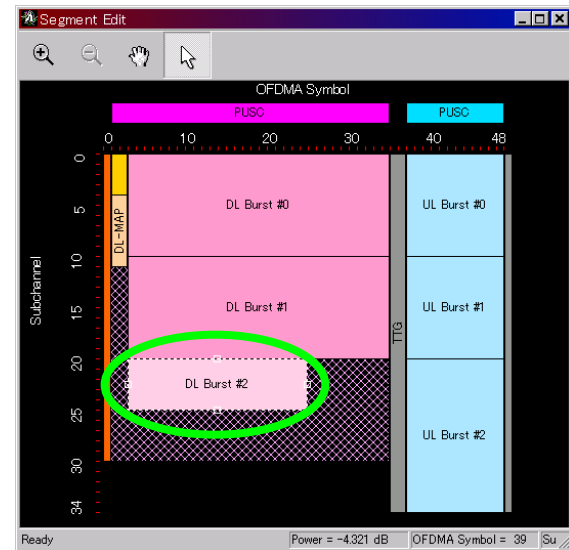 Segment Edit
OFDMA Symbol
PUSC PUSC
0 10 20 30 40 48
0
5
10
15
20
25
30
34
Subchannel
DL-MAP
DL Burst #0
DL Burst #1
DL Burst #2
TTG
UL Burst #0
UL Burst #1
UL Burst #2
Ready
Power = -4.321 dB
OFDMA Symbol = 39
Su